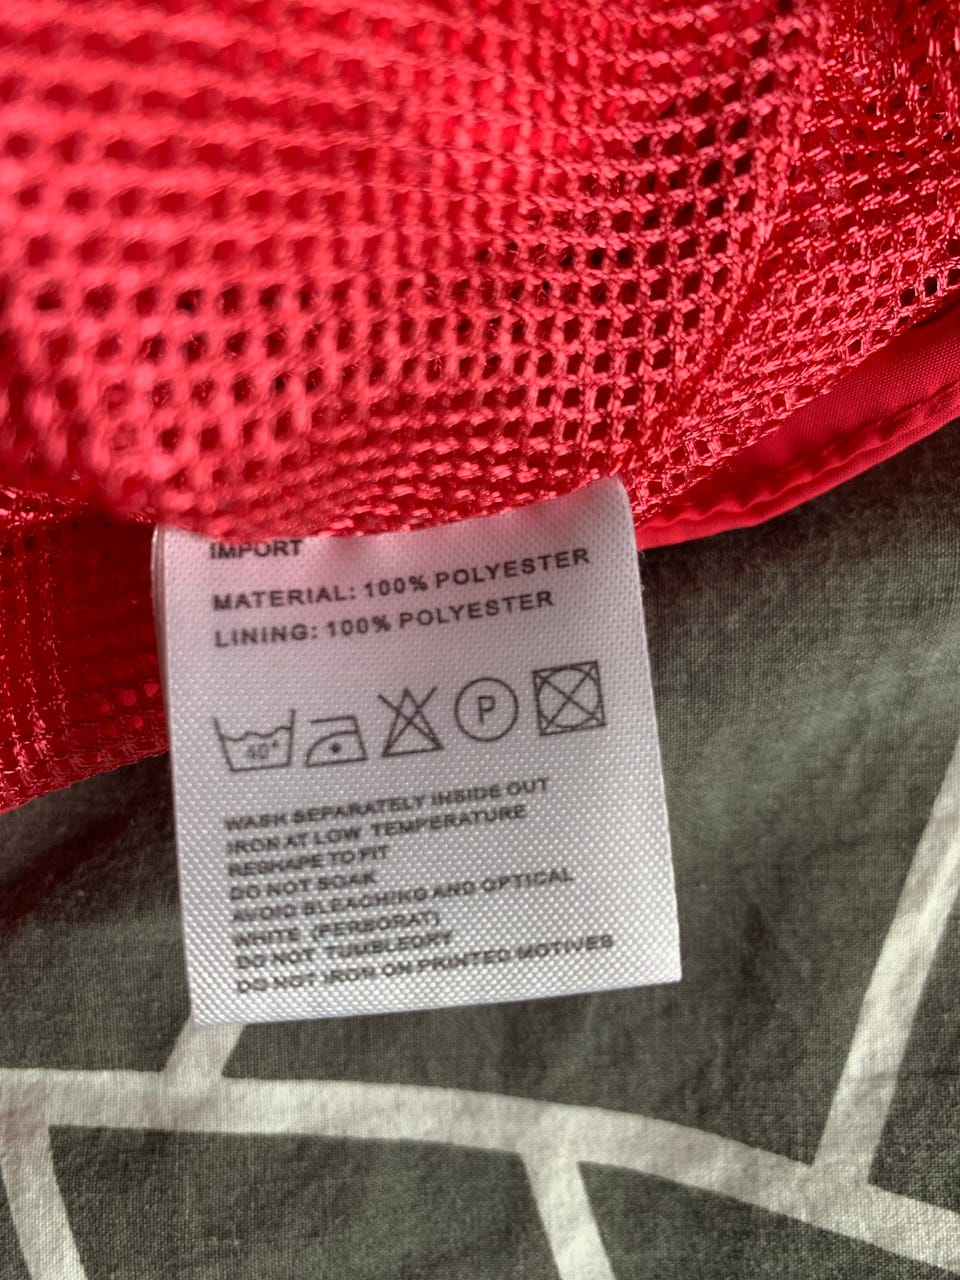 IMPORT
MATERIAL: 100% POLYESTER
LINING: 100% POLYESTER
40° P
WASH SEPARATELY INSIDE OUT
IRON AT LOW TEMPERATURE
RESHAPE TO FIT
DO NOT SOAK
AVOID BLEACHING AND OPTICAL
WHITE (PERBORAT)
DO NOT TUMBLEDRY
DO NOT IRON ON PRINTED MOTIVES